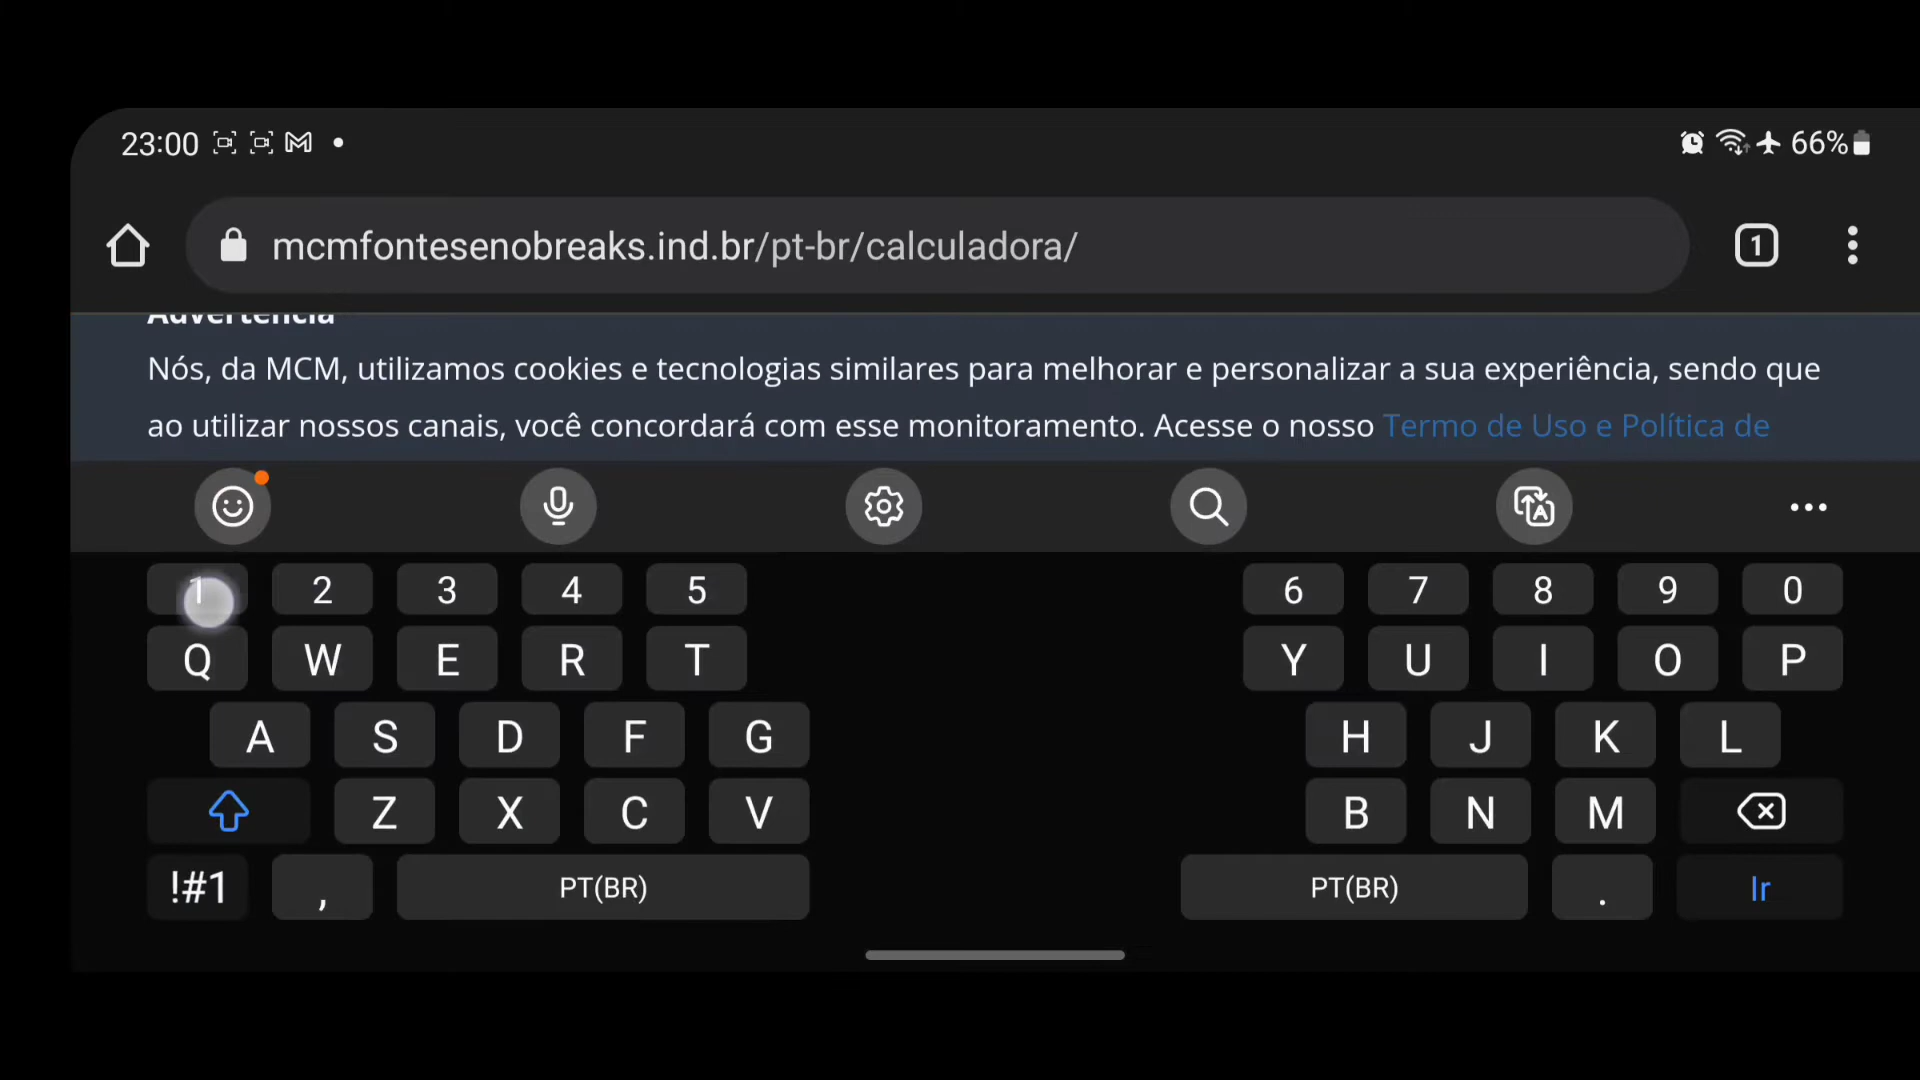 23:00
66%
mcmfontesenobreaks.ind.br/pt-br/calculadora/
1
Advertência
Nós, da MCM, utilizamos cookies e tecnologias similares para melhorar e personalizar a sua experiência, sendo que
ao utilizar nossos canais, você concordará com esse monitoramento. Acesse o nosso Termo de Uso e Política de
1 2 3 4 5 6 7 8 9 0
Q W E R T Y U I O P
A S D F G H J K L
Z X C V B N M
!#1 , PT(BR) PT(BR) . Ir